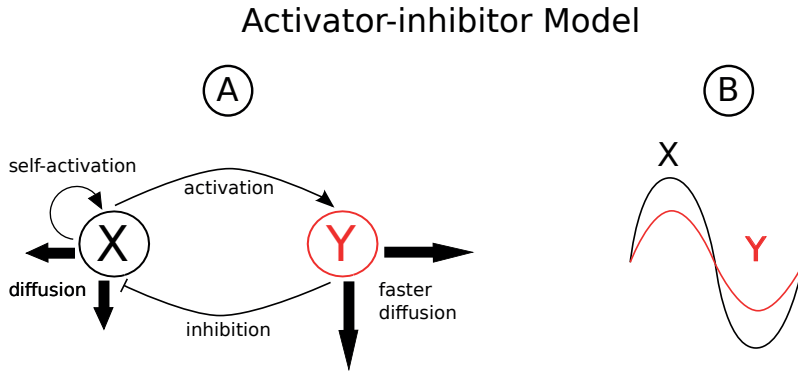 Activator-inhibitor Model
A
B
self-activation
activation
X
Y
diffusion
faster
diffusion
inhibition
X
Y